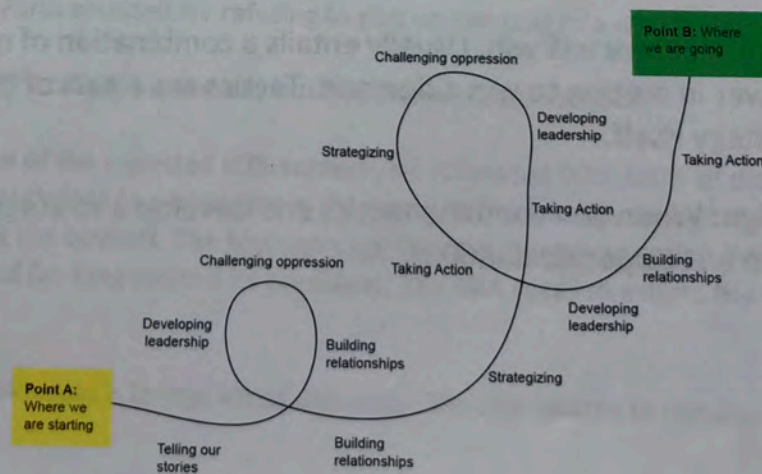 Point B: Where
we are going
Challenging oppression
Developing
leadership
Strategizing
Taking Action
Taking Action
Challenging oppression
Taking Action
Building
relationships
Developing
leadership
Developing
leadership
Building
relationships
Strategizing
Point A:
Where we
are starting
Telling our
stories
Building
relationships